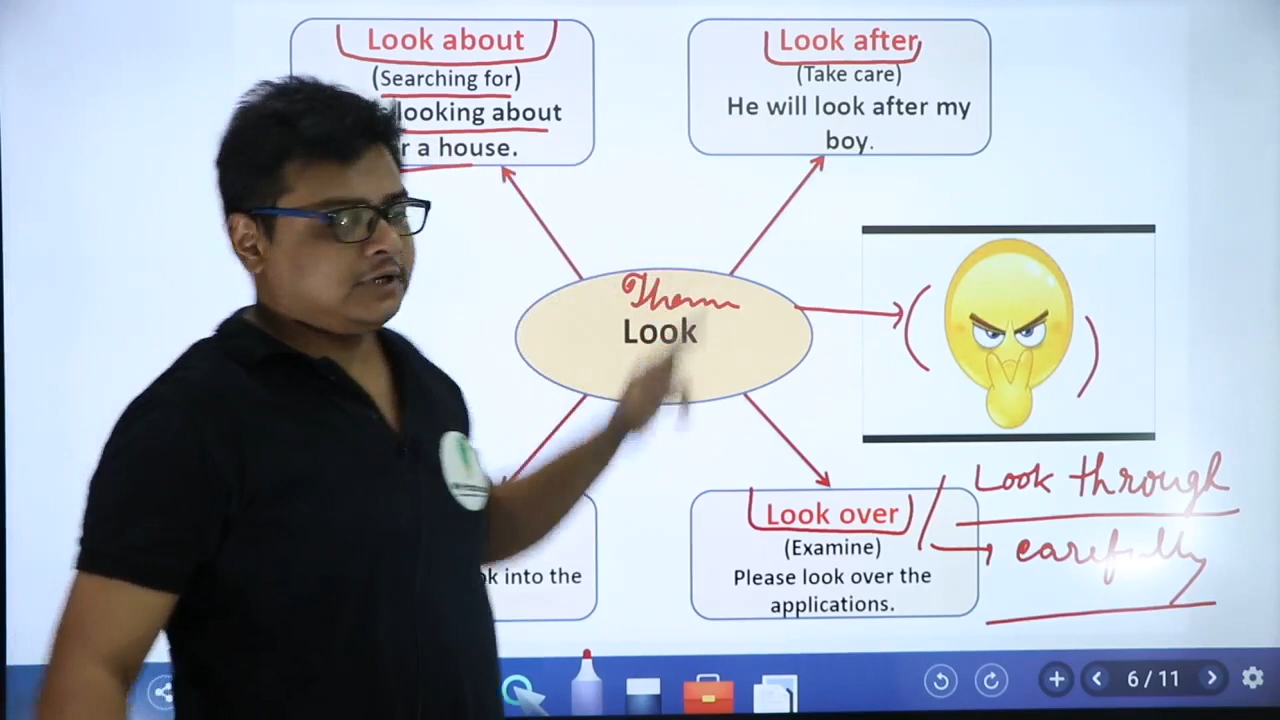 Look about
(Searching for)
looking about
r a house.
Look after
(Take care)
He will look after my
boy.
Look
Look over
(Examine)
Please look over the
applications.
Look through
carefully
k into the
6/11